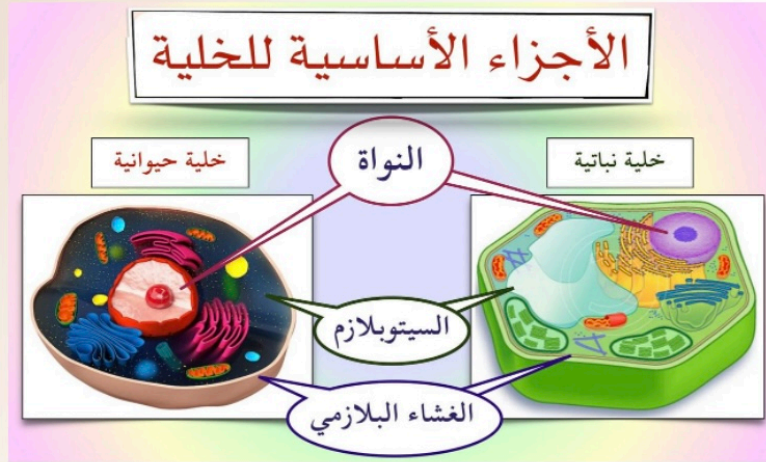 الأجزاء الأساسية للخلية
خلية نباتية
النواة
خلية حيوانية
السيتوبلازم
الغشاء البلازمي